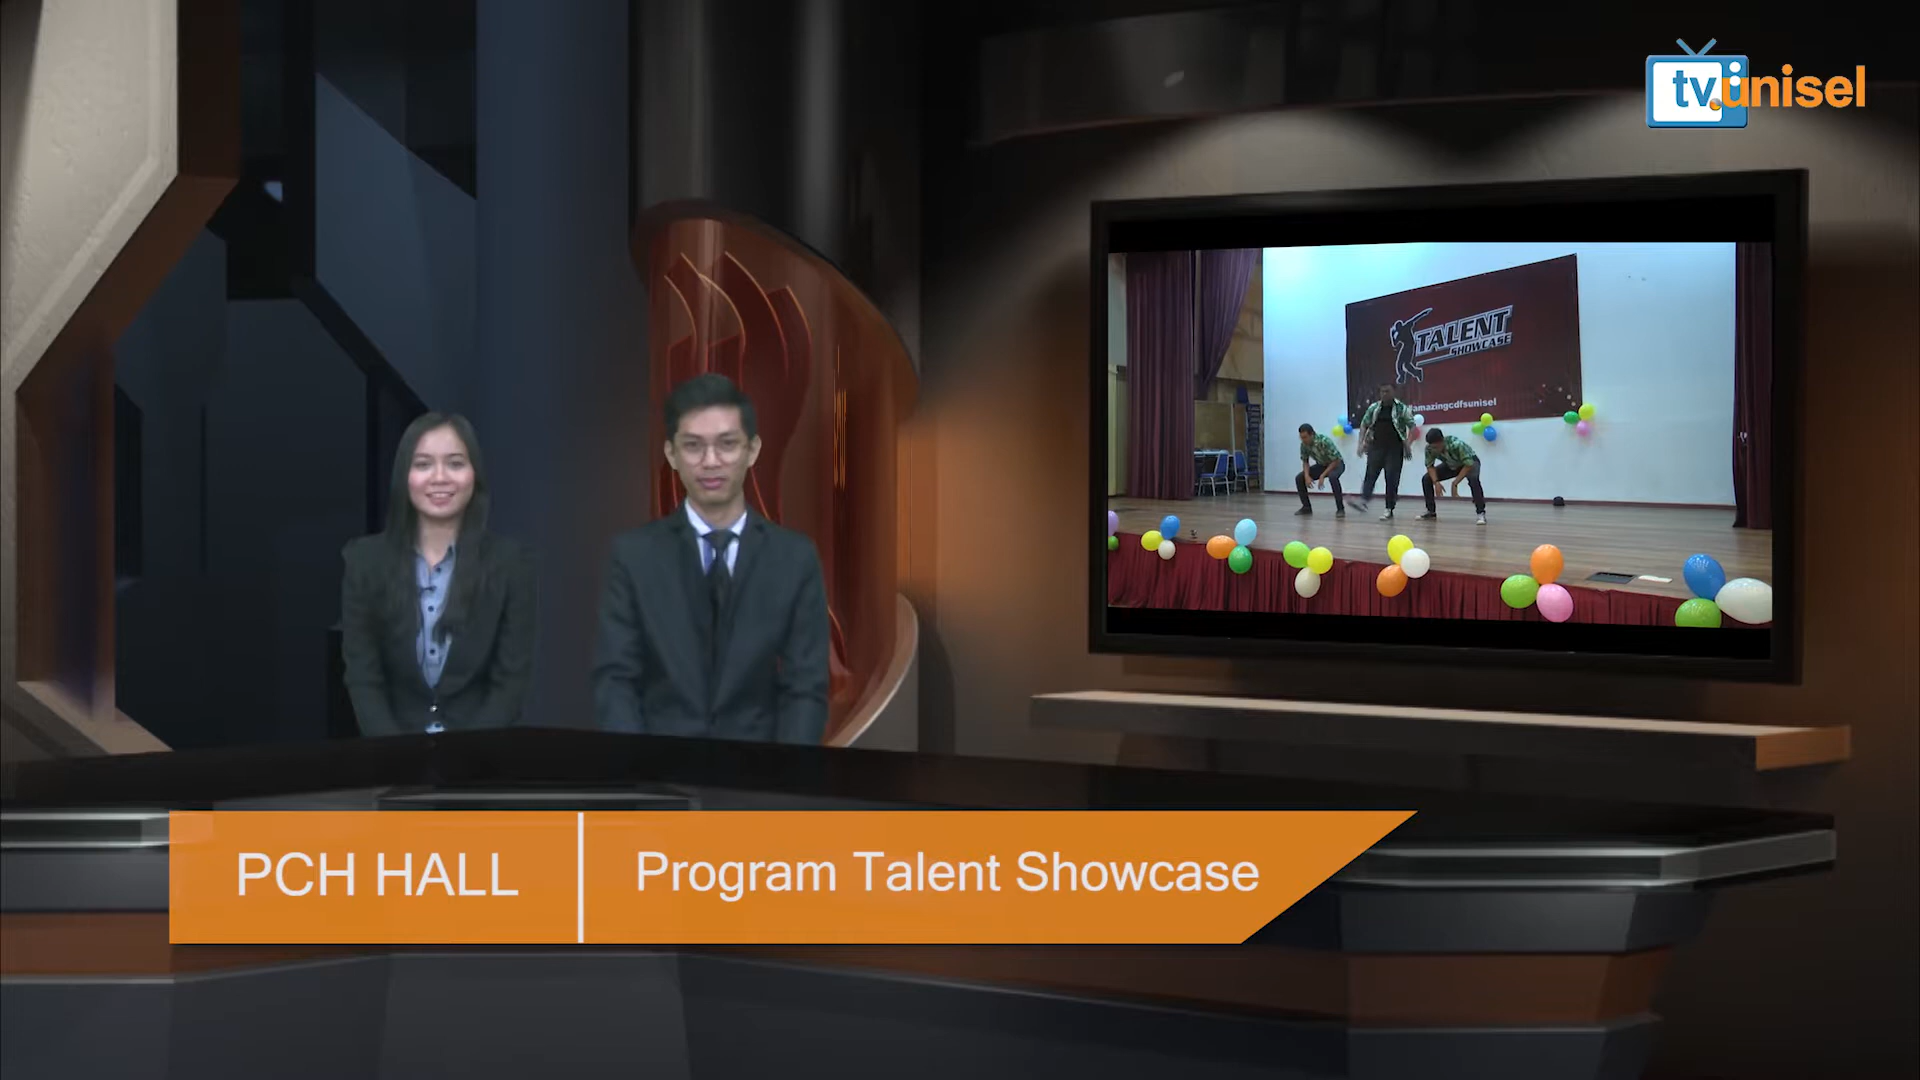 tv.unisel
TALENT
SHOWCASE
#amazingcdfsunisel
PCH HALL
Program Talent Showcase